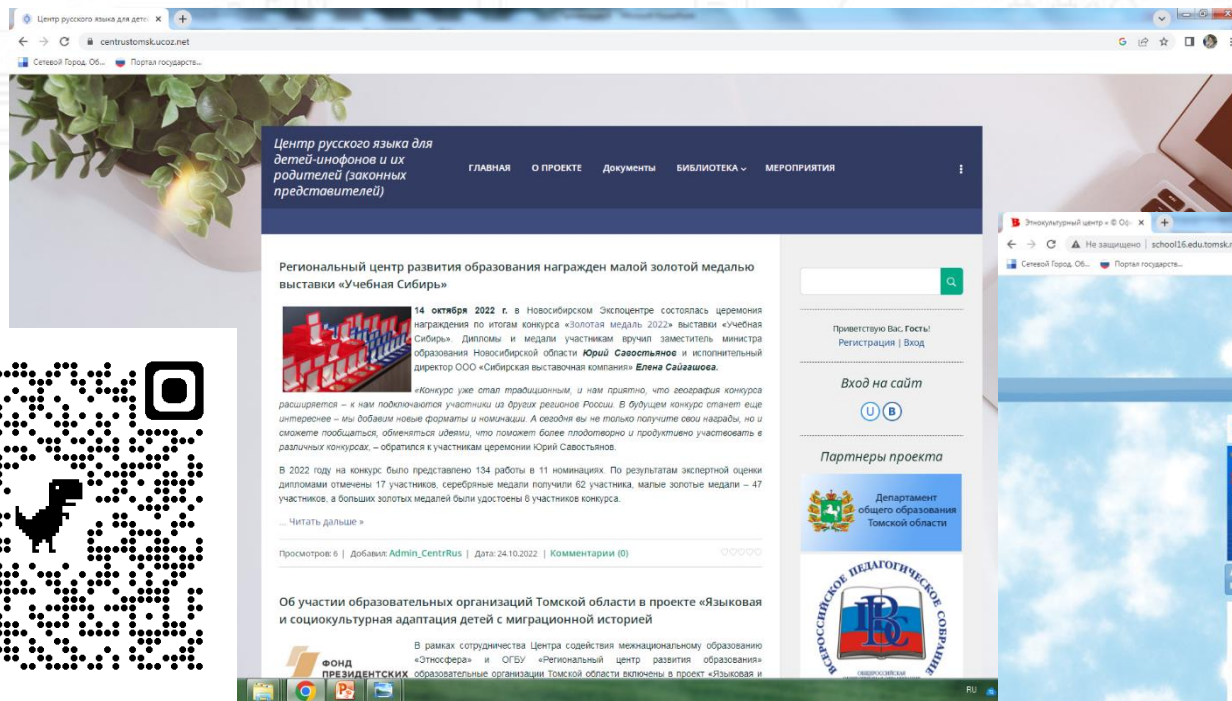 Центр русского языка для дете
centrustomsk.ucoz.net
Сетевой Город. Об...
Портал государств...
Центр русского языка для
детей-инофонов и их
родителей (законных
представителей)
ГЛАВНАЯ О ПРОЕКТЕ Документы БИБЛИОТЕКА МЕРОПРИЯТИЯ
Региональный центр развития образования награжден малой золотой медалью
выставки «Учебная Сибирь»
14 октября 2022 г. в Новосибирском Экспоцентре состоялась церемония
награждения по итогам конкурса «Золотая медаль 2022» выставки «Учебная
Сибирь». Дипломы и медали участникам вручил заместитель министра
образования Новосибирской области Юрий Савостьянов и исполнительный
директор ООО «Сибирская выставочная компания» Елена Сайгашова.
«Конкурс уже стал традиционным, и нам приятно, что география конкурса
расширяется – к нам подключаются участники из других регионов России. В будущем конкурс станет еще
интереснее – мы добавим новые форматы и номинации. А сегодня вы не только получите свои награды, но и
сможете пообщаться, обменяться идеями, что поможет более плодотворно и продуктивно участвовать в
различных конкурсах, – обратился к участникам церемонии Юрий Савостьянов.
В 2022 году на конкурс было представлено 134 работы в 11 номинациях. По результатам экспертной оценки
дипломами отмечены 17 участников, серебряные медали получили 62 участника, малые золотые медали – 47
участников, а больших золотых медалей были удостоены 8 участников конкурса.
... Читать дальше »
Просмотров: 6 | Добавил: Admin_CentrRus | Дата: 24.10.2022 | Комментарии (0)
Об участии образовательных организаций Томской области в проекте «Языковая
и социокультурная адаптация детей с миграционной историей
ФОНД
ПРЕЗИДЕНТСКИХ
В рамках сотрудничества Центра содействия межнациональному образованию
«Этносфера» и ОГБУ «Региональный центр развития образования»
образовательные организации Томской области включены в проект «Языковая и
Приветствую Вас, Гость!
Регистрация | Вход
Вход на сайт
U B
Партнеры проекта
Департамент
общего образования
Томской области
ВСЕРОССИЙСКОЕ ПЕДАГОГИЧЕСКОЕ СОБРАНИЕ
ОБЩЕРОССИЙСКАЯ
RU
Этнокультурный центр « © Оф
Не защищено | school16.edu.tomsk.r
Сетевой Город. Об...
Портал государств...